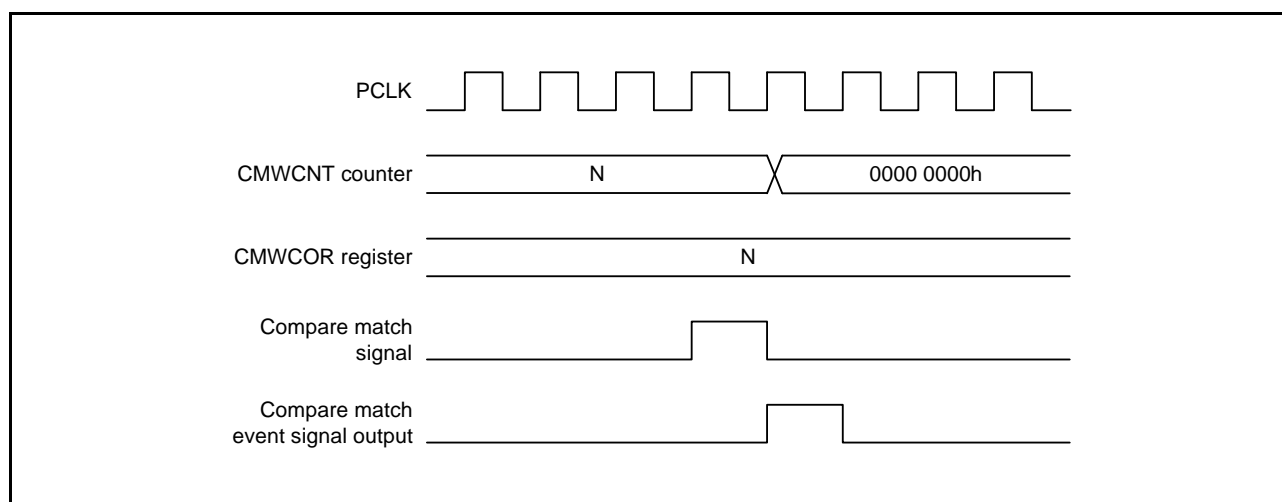 PCLK
CMWCNT counter
N
0000 0000h
CMWCOR register
N
Compare match
signal
Compare match
event signal output